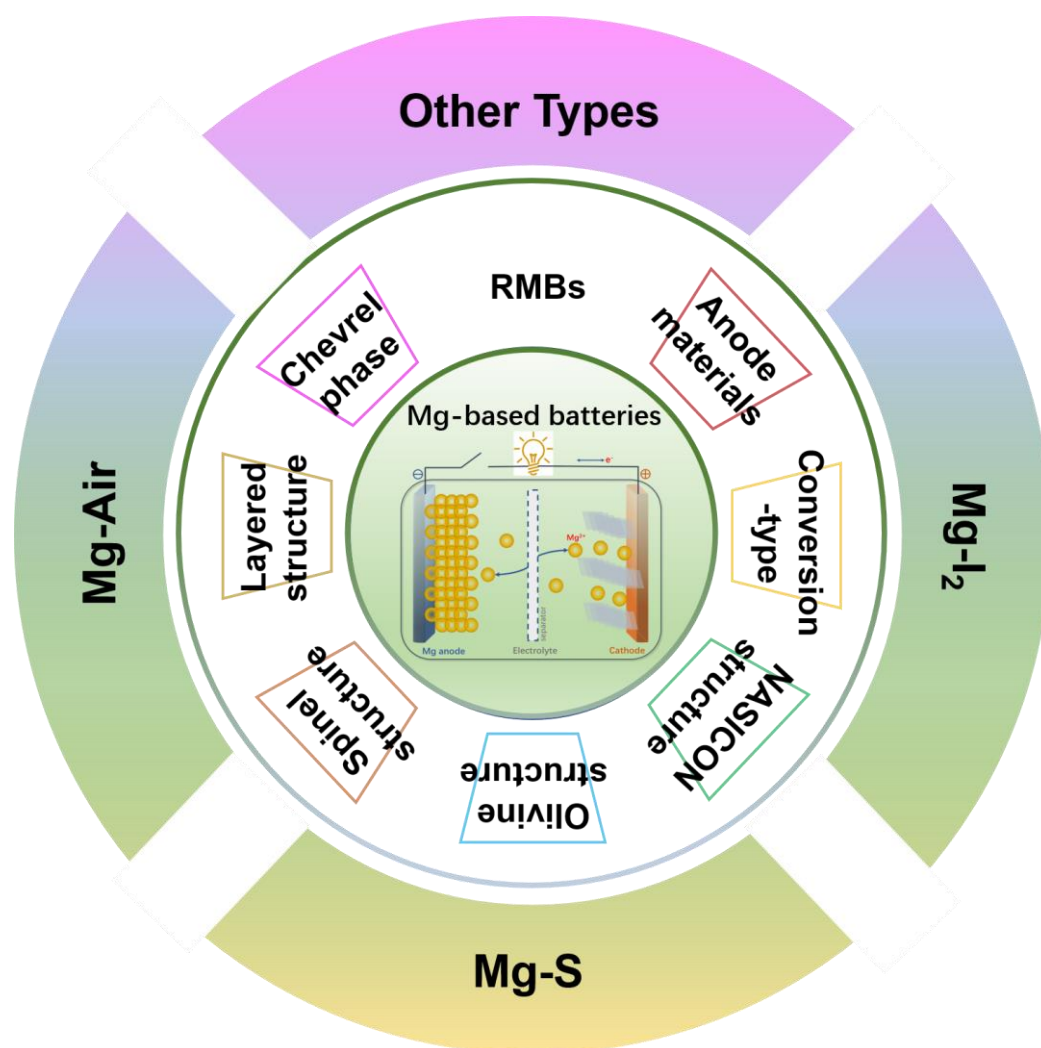 Other Types
RMBs
Chevrel
phase
Anode
materials
Mg-based batteries
⊖
e⁻
⊕
Mg²⁺
separator
Mg anode
Electrolyte
Cathode
Layered
structure
Conversion
-type
Mg-Air
Mg-I₂
Spinel
structure
NASICON
structure
Olivine
structure
Mg-S